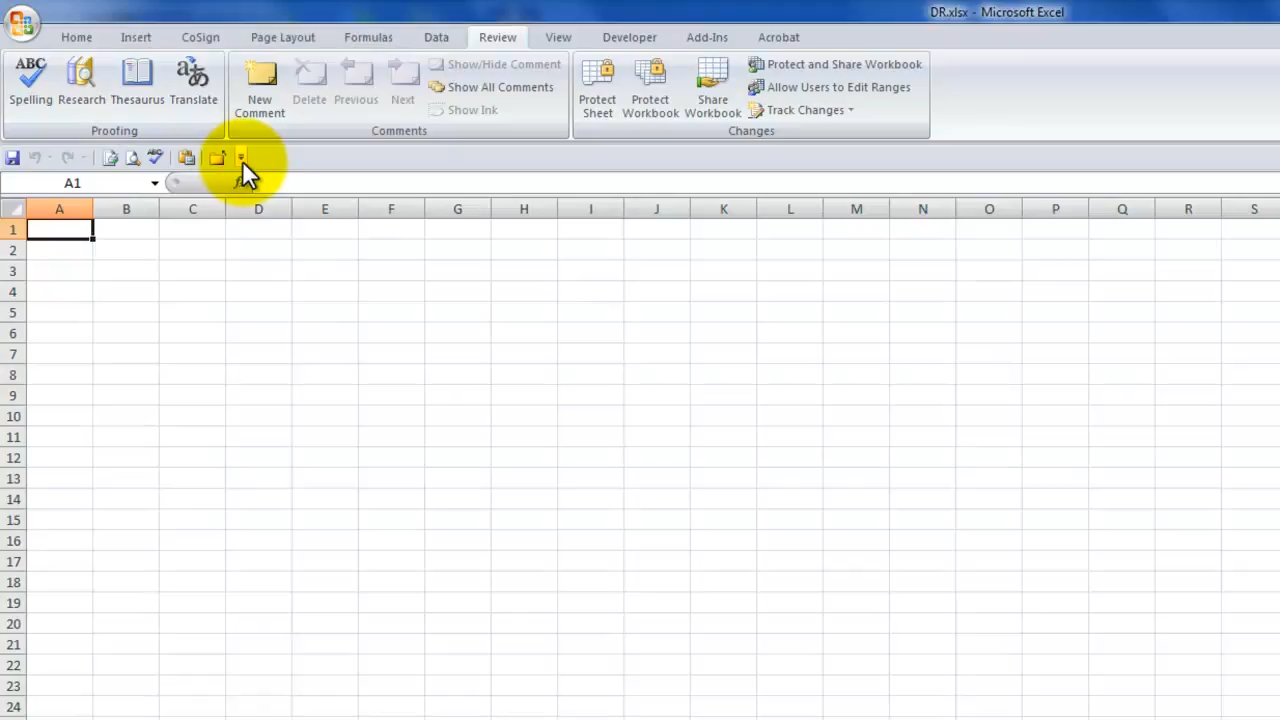 DR.xlsx - Microsoft Excel
Home Insert CoSign Page Layout Formulas Data Review View Developer Add-Ins Acrobat
ABC
Spelling Research Thesaurus Translate
Proofing
New Comment Delete Previous Next
Show/Hide Comment
Show All Comments
Show Ink
Comments
Protect Sheet Protect Workbook Share Workbook
Protect and Share Workbook
Allow Users to Edit Ranges
Track Changes
Changes
A1
A B C D E F G H I J K L M N O P Q R S
1
2
3
4
5
6
7
8
9
10
11
12
13
14
15
16
17
18
19
20
21
22
23
24